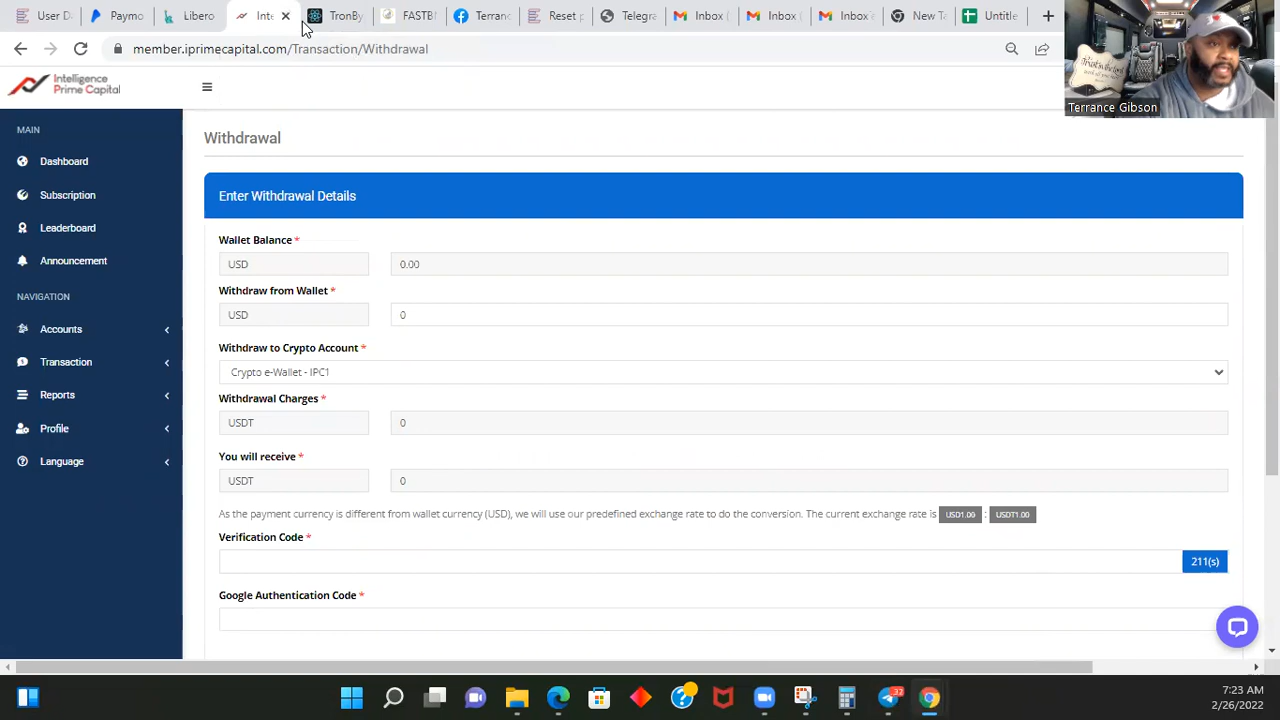 User D
Paymo
Libero
Int
TronBy
FASTB
Terran
Reset
Telegra
Inbox
Inbox (
Inbox
New T
Untitl
member.iprimecapital.com/Transaction/Withdrawal
Terrance Gibson
Intelligence
Prime Capital
MAIN
Dashboard
Subscription
Leaderboard
Announcement
NAVIGATION
Accounts
Transaction
Reports
Profile
Language
Withdrawal
Enter Withdrawal Details
Wallet Balance *
USD 0.00
Withdraw from Wallet *
USD 0
Withdraw to Crypto Account *
Crypto e-Wallet - IPC1
Withdrawal Charges *
USDT 0
You will receive *
USDT 0
As the payment currency is different from wallet currency (USD), we will use our predefined exchange rate to do the conversion. The current exchange rate is USD1.00 : USDT1.00
Verification Code *
211(s)
Google Authentication Code *
32
7:23 AM
2/26/2022